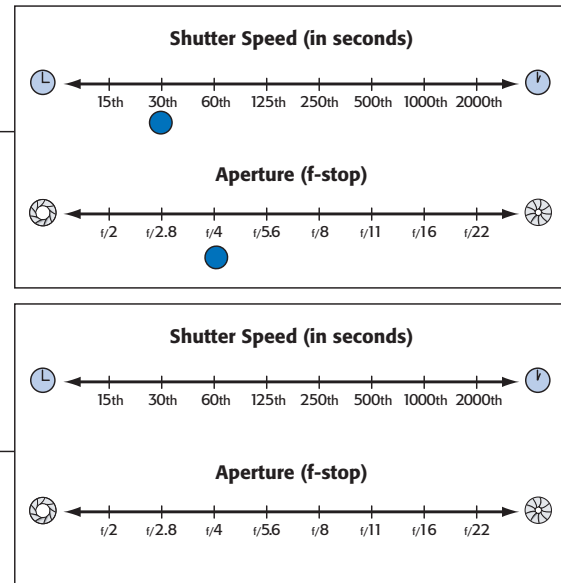 Shutter Speed (in seconds)
15th 30th 60th 125th 250th 500th 1000th 2000th
Aperture (f-stop)
f/2 f/2.8 f/4 f/5.6 f/8 f/11 f/16 f/22
Shutter Speed (in seconds)
15th 30th 60th 125th 250th 500th 1000th 2000th
Aperture (f-stop)
f/2 f/2.8 f/4 f/5.6 f/8 f/11 f/16 f/22